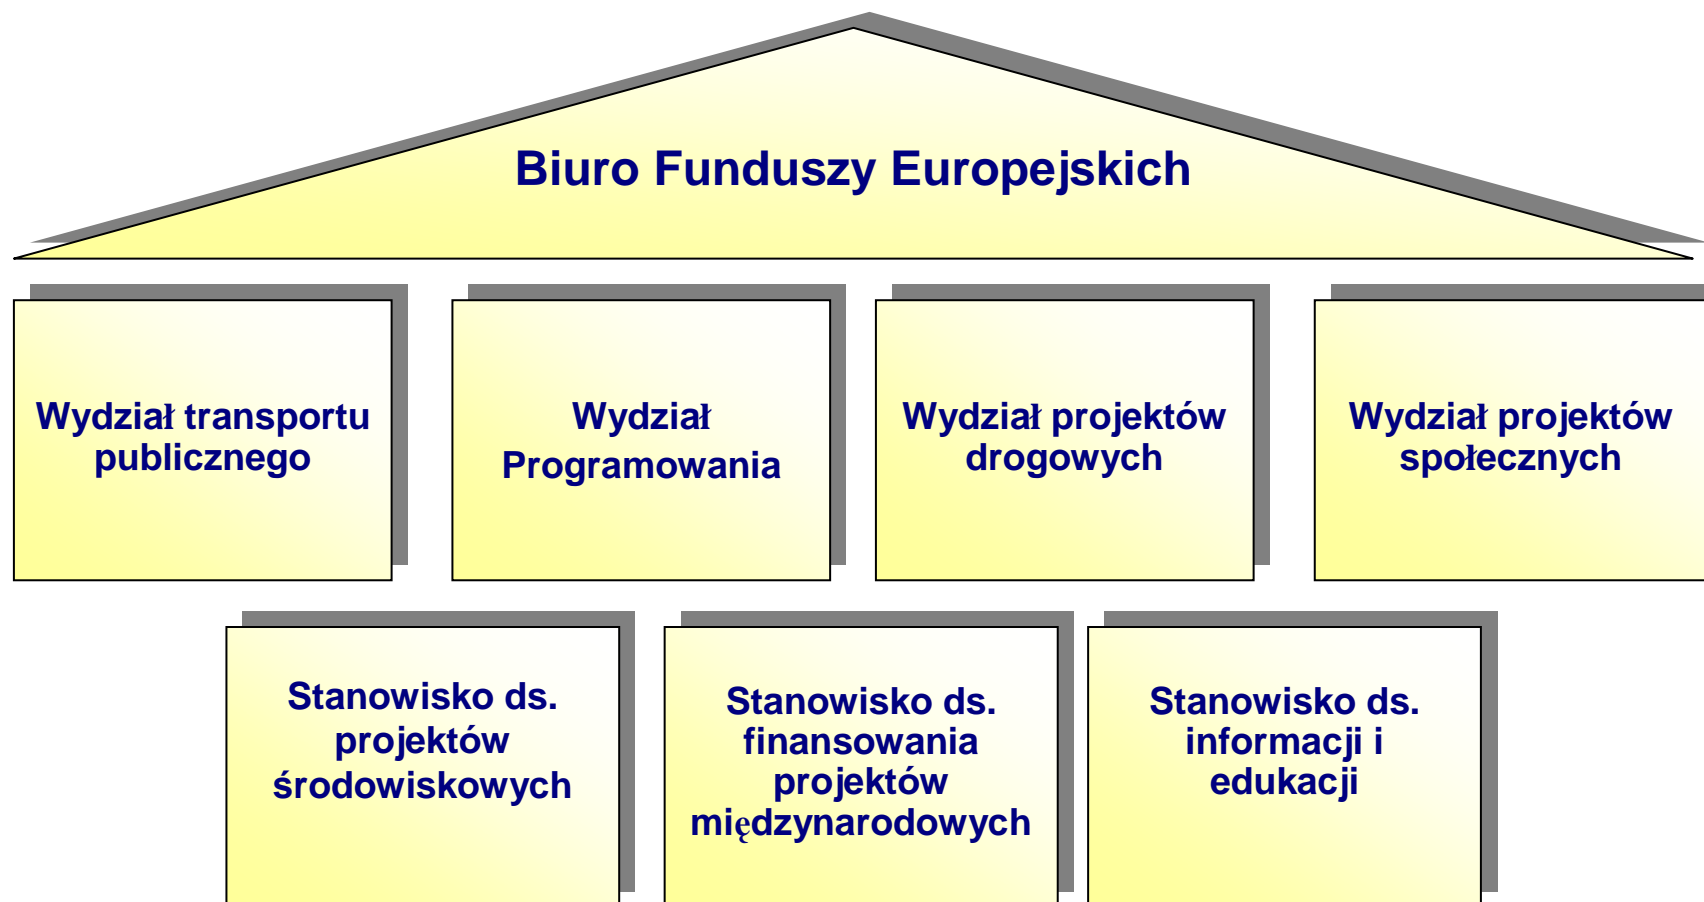 Biuro Funduszy Europejskich
Wydział transportu
publicznego
Wydział
Programowania
Wydział projektów
drogowych
Wydział projektów
społecznych
Stanowisko ds.
projektów
środowiskowych
Stanowisko ds.
finansowania
projektów
międzynarodowych
Stanowisko ds.
informacji i
edukacji